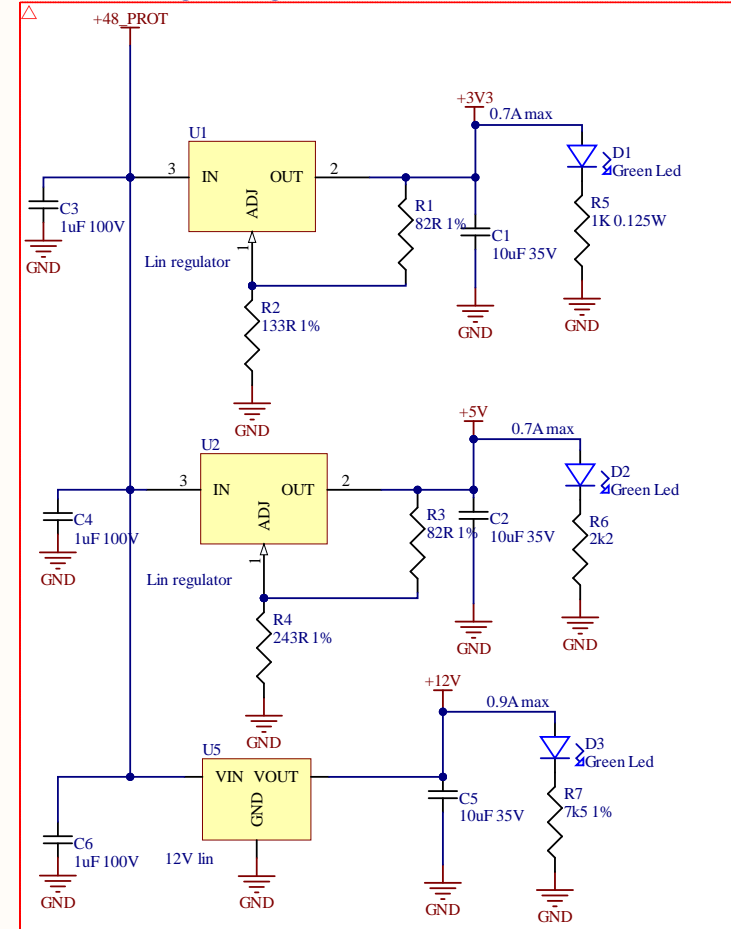 +48_PROT
+3V3
0.7A max
U1
3
IN
OUT
2
ADJ
1
Lin regulator
C3
1uF 100V
GND
R1
82R 1%
C1
10uF 35V
GND
D1
Green Led
R5
1K 0.125W
GND
R2
133R 1%
GND
+5V
0.7A max
U2
3
IN
OUT
2
ADJ
1
Lin regulator
C4
1uF 100V
GND
R3
82R 1%
C2
10uF 35V
GND
D2
Green Led
R6
2k2
GND
R4
243R 1%
GND
+12V
0.9A max
U5
VIN
VOUT
GND
12V lin
GND
C6
1uF 100V
GND
C5
10uF 35V
GND
D3
Green Led
R7
7k5 1%
GND